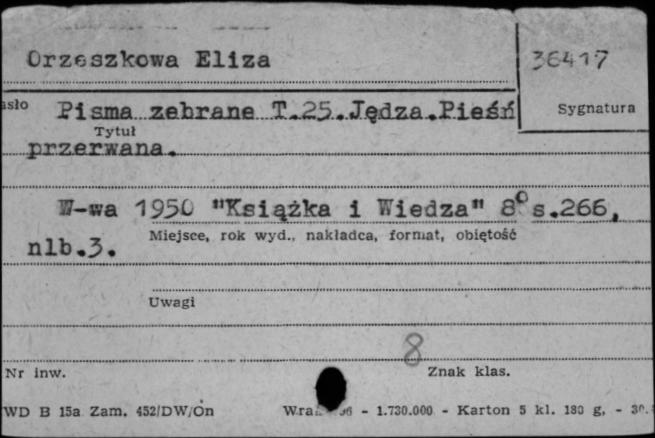 Orzeszkowa Eliza
36417
Pisma zebrane T.25.Jędza.Pieśń
Sygnatura
Tytuł
przerwana.
W-wa 1950 "Książka i Wiedza" 8° s.266,
Miejsce, rok wyd., nakładca, format, obiętość
nlb.3.
Uwagi
8
Nr inw.
Znak klas.
WD B 15a Zam. 452/DW/On
- 1.730.000 - Karton 5 kl. 180 g, -